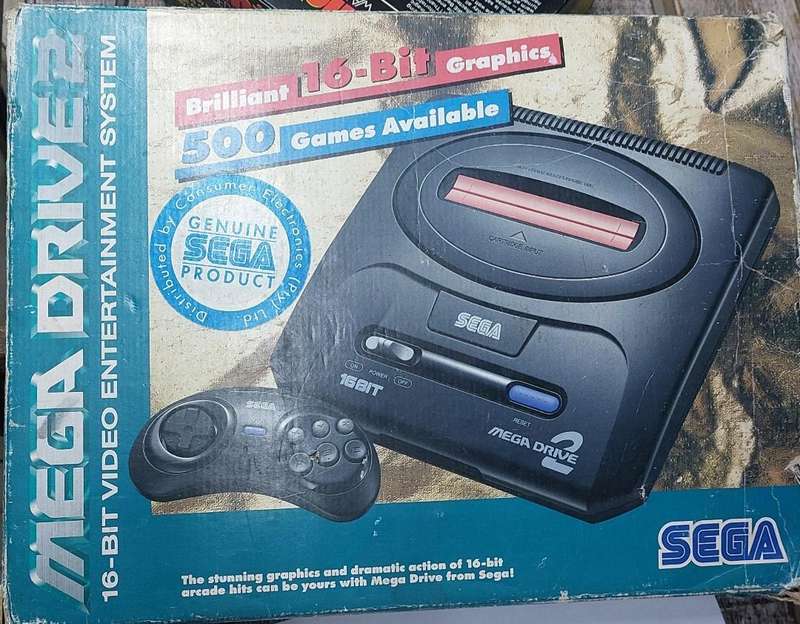 MEGA DRIVE 2
16-BIT VIDEO ENTERTAINMENT SYSTEM
Brilliant 16-Bit Graphics
500 Games Available
Distributed by Consumer Electronics (Pty) Ltd
GENUINE
SEGA
PRODUCT
CARTRIDGE INPUT
SEGA
ON POWER OFF
16BIT
RESET
MEGA DRIVE 2
SEGA
SEGA
The stunning graphics and dramatic action of 16-bit
arcade hits can be yours with Mega Drive from Sega!